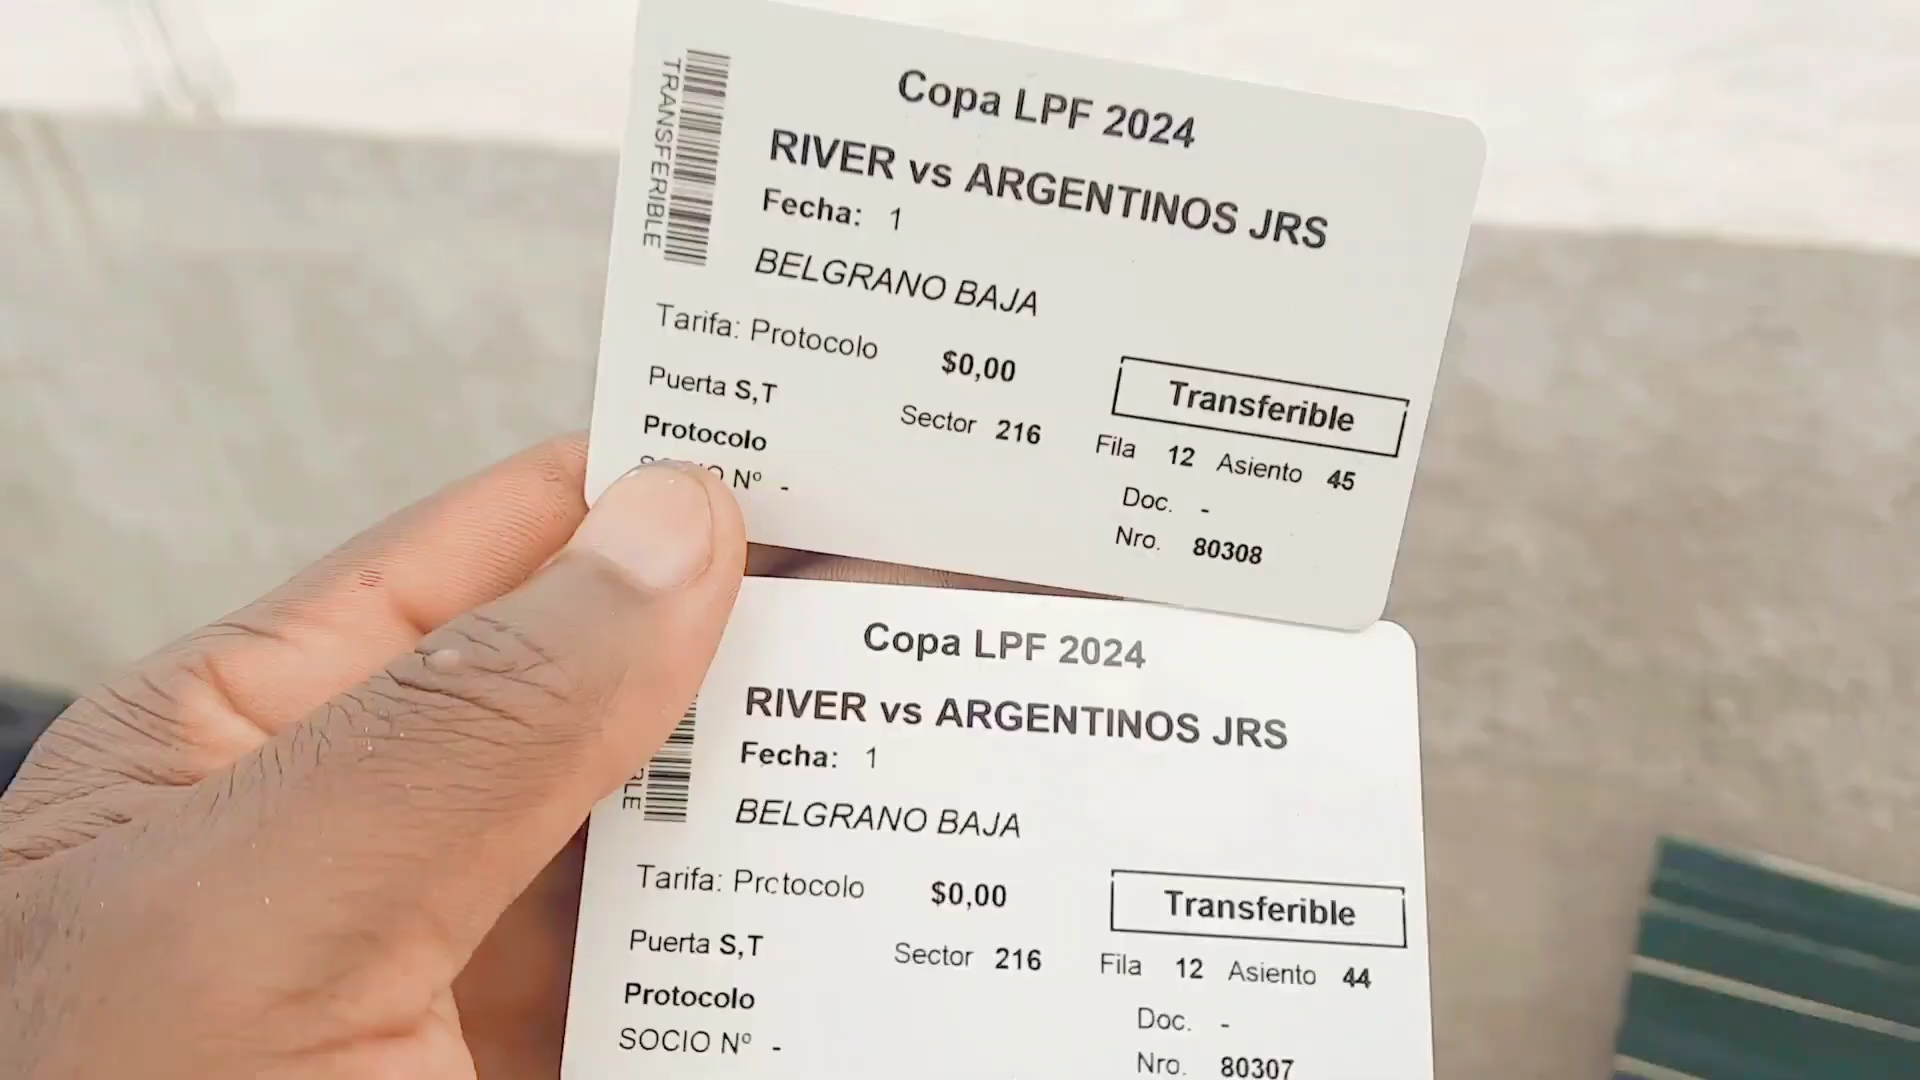 TRANSFERIBLE
Copa LPF 2024
RIVER vs ARGENTINOS JRS
Fecha: 1
BELGRANO BAJA
Tarifa: Protocolo $0,00
Transferible
Puerta S,T
Sector 216 Fila 12 Asiento 45
Protocolo
Nº -
Doc. -
Nro. 80308
Copa LPF 2024
RIVER vs ARGENTINOS JRS
Fecha: 1
BELGRANO BAJA
Tarifa: Prctocolo $0,00
Transferible
Puerta S,T
Sector 216 Fila 12 Asiento 44
Protocolo
SOCIO Nº -
Doc. -
Nro. 80307